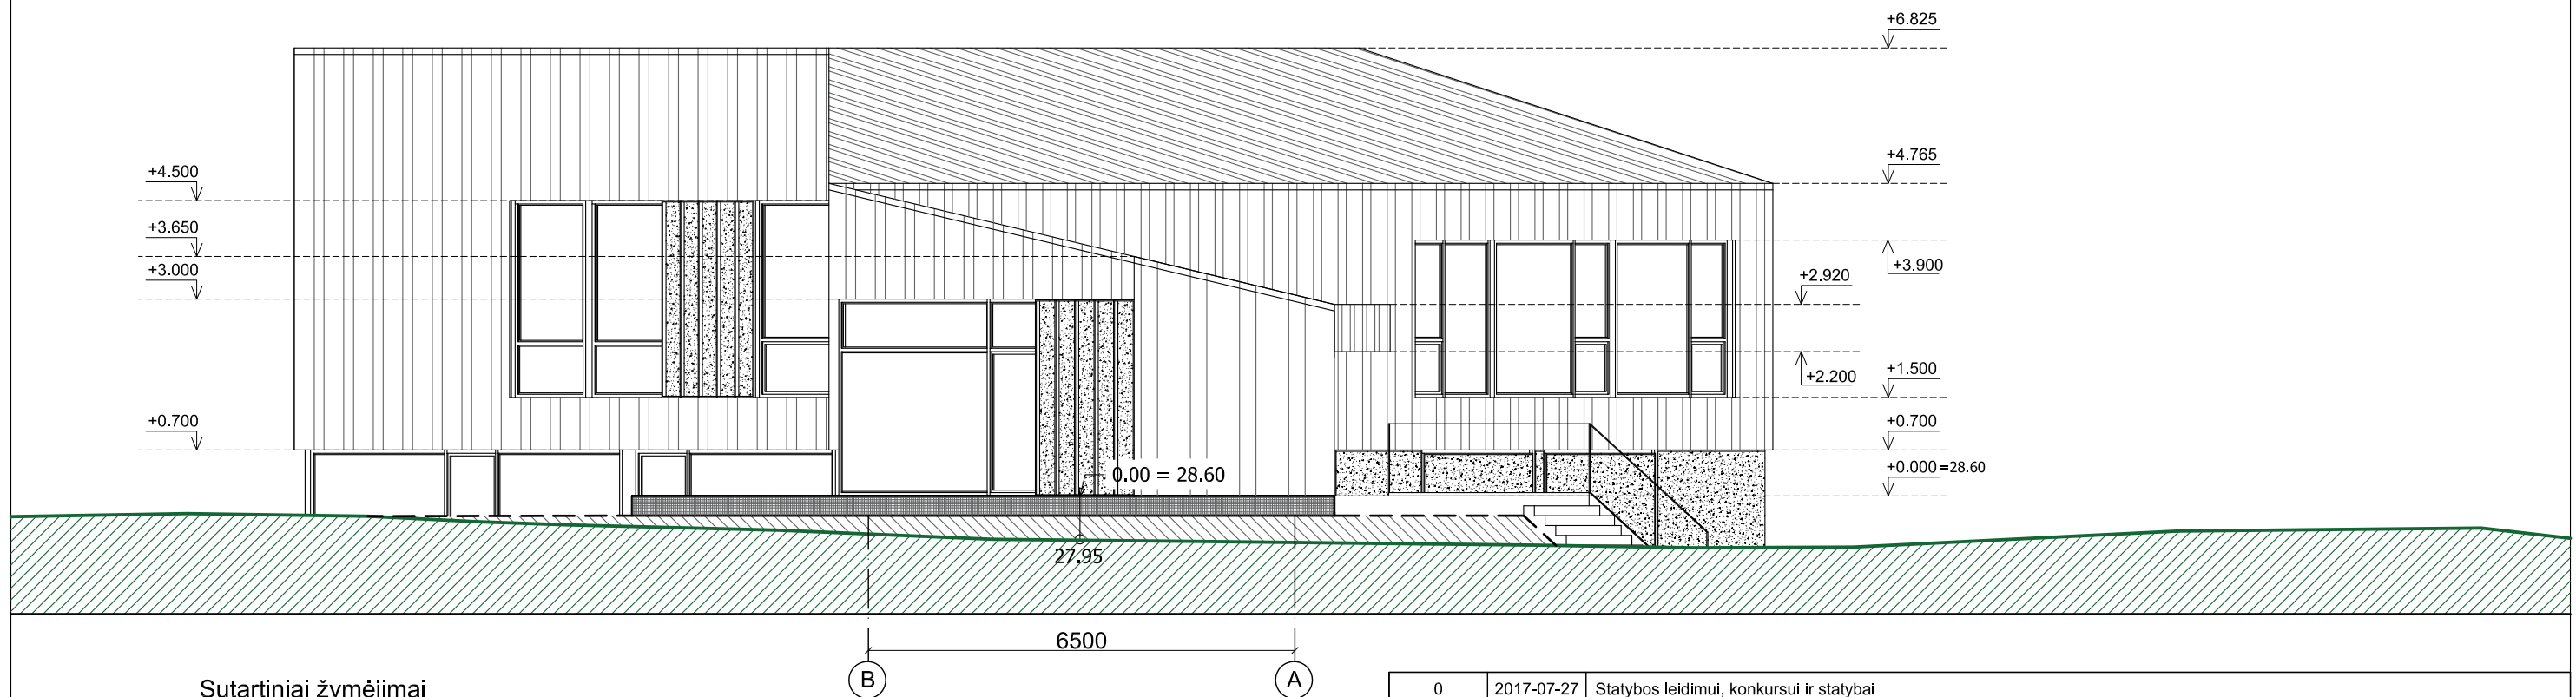 +6.825
+4.765
+4.500
+3.650
+3.000
+3.900
+2.920
+2.200
+1.500
+0.700
+0.700
+0.000=28.60
0.00 = 28.60
27.95
6500
B
A
Sutartiniai žymėjimai
0 2017-07-27 Statybos leidimui, konkursui ir statybai